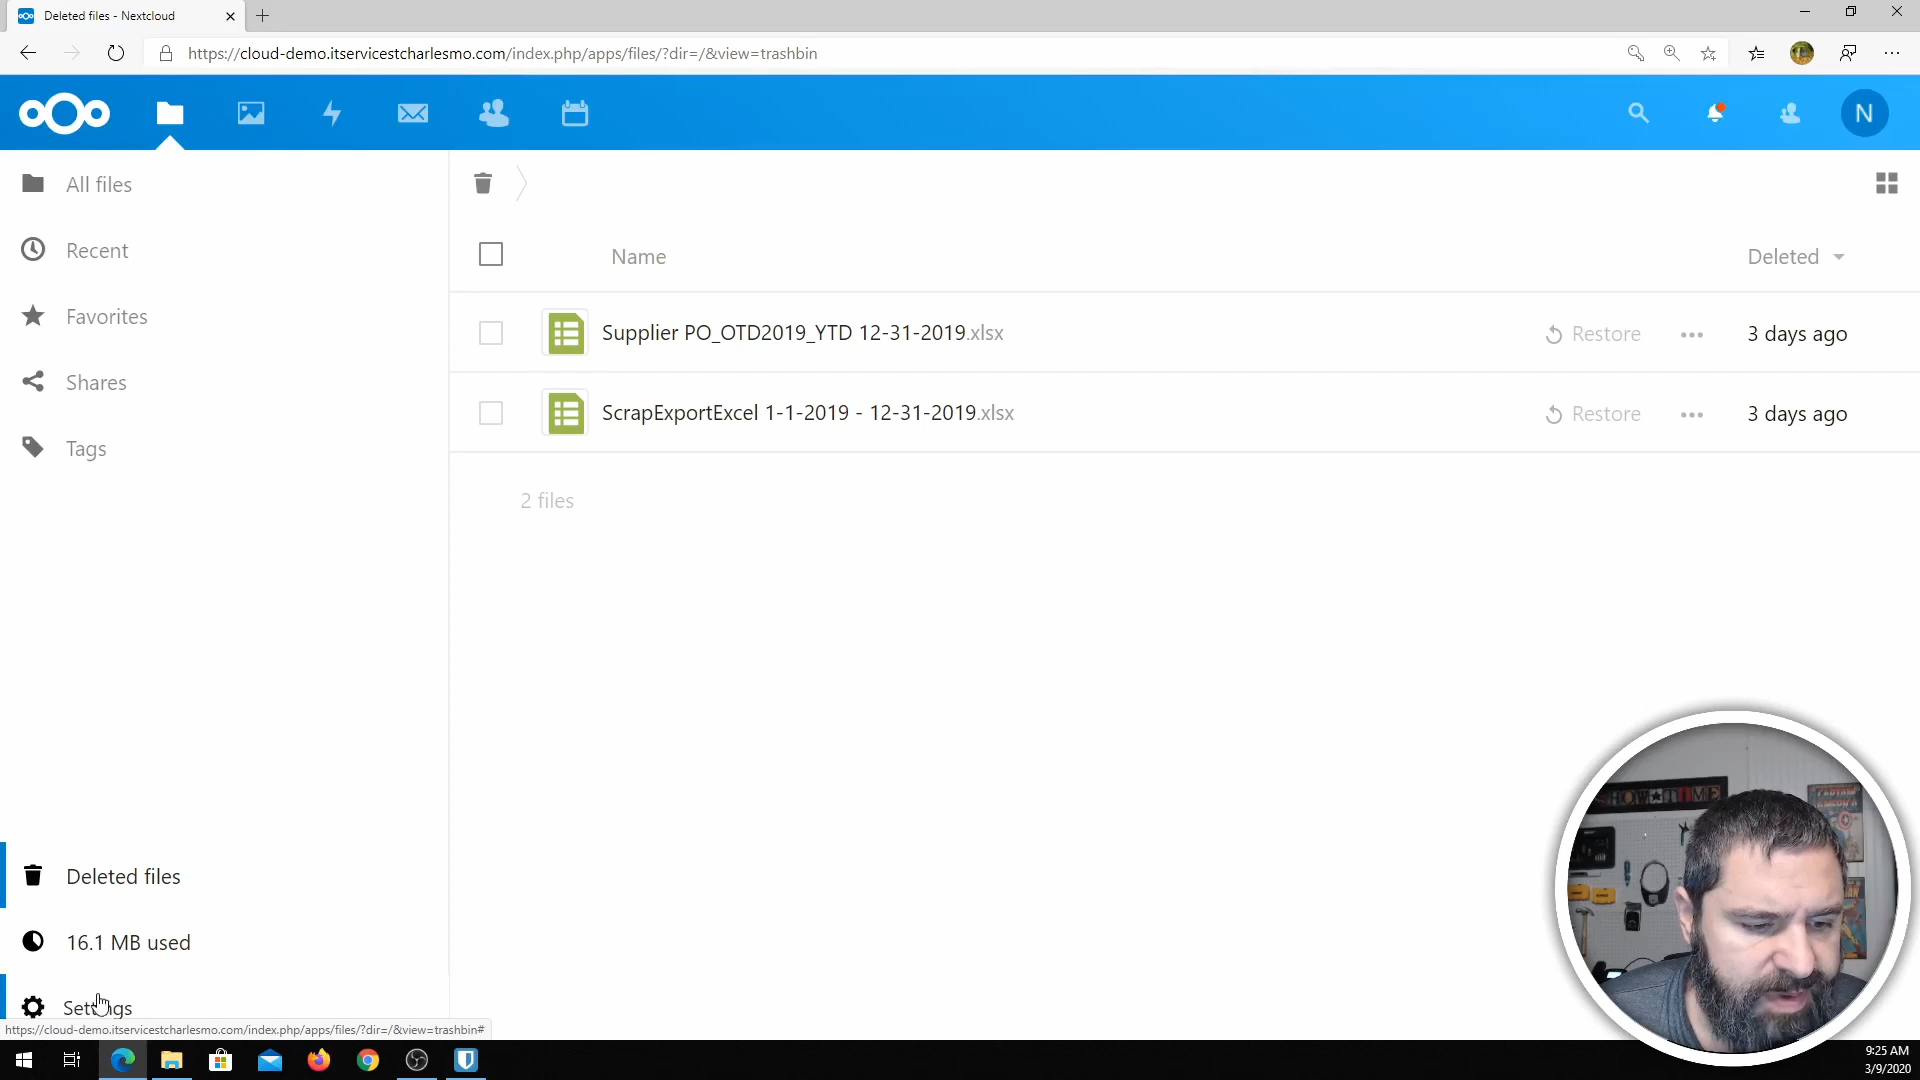 Deleted files - Nextcloud
https://cloud-demo.itservicestcharlesmo.com/index.php/apps/files/?dir=/&view=trashbin
N
All files
Recent
Favorites
Shares
Tags
Name
Deleted
Supplier PO_OTD2019_YTD 12-31-2019.xlsx
Restore
3 days ago
ScrapExportExcel 1-1-2019 - 12-31-2019.xlsx
Restore
3 days ago
2 files
Deleted files
16.1 MB used
Settings
https://cloud-demo.itservicestcharlesmo.com/index.php/apps/files/?dir=/&view=trashbin#
SHOW★TIME
9:25 AM
3/9/2020